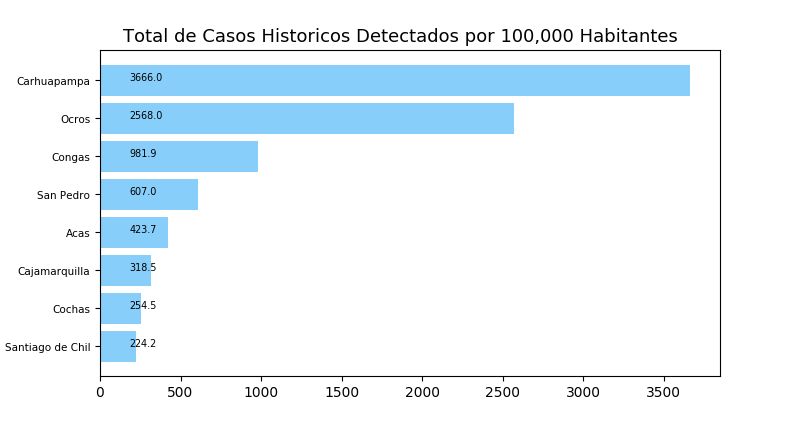 Total de Casos Historicos Detectados por 100,000 Habitantes
Carhuapampa 3666.0
Ocros 2568.0
Congas 981.9
San Pedro 607.0
Acas 423.7
Cajamarquilla 318.5
Cochas 254.5
Santiago de Chil 224.2
0 500 1000 1500 2000 2500 3000 3500